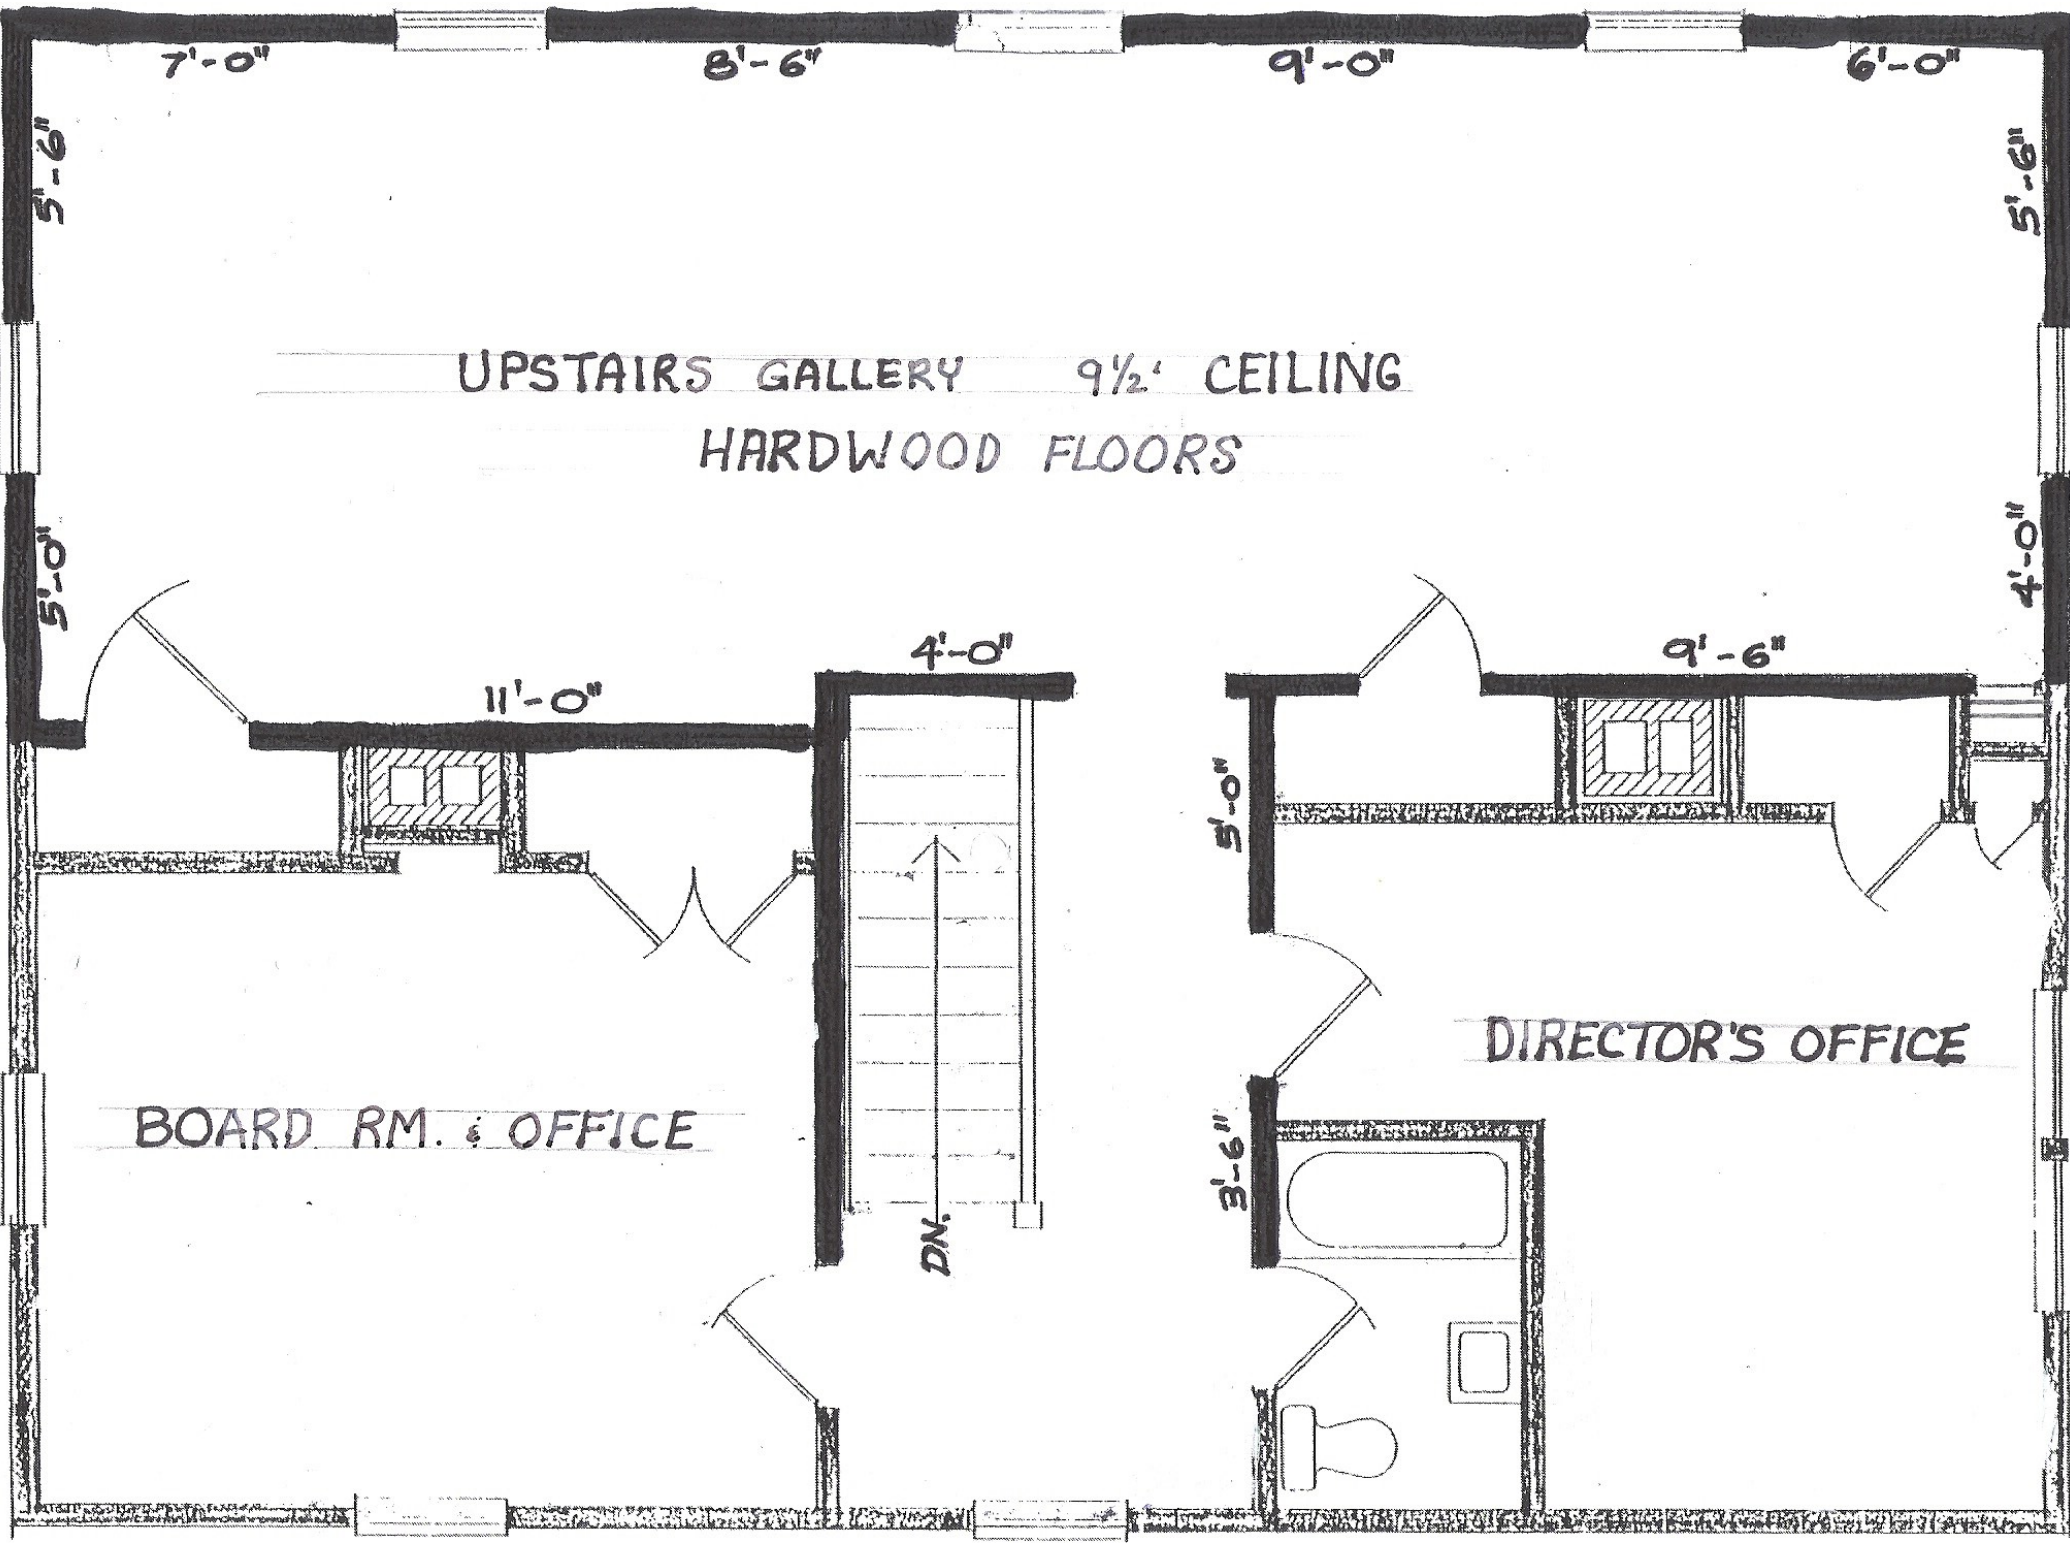 7'-0" 8'-6" 9'-0" 6'-0"
5'-6"
5'-6"
UPSTAIRS GALLERY 9½' CEILING
HARDWOOD FLOORS
5'-0"
4'-0"
4'-0"
9'-6"
11'-0"
5'-0"
DIRECTOR'S OFFICE
BOARD RM. & OFFICE
3'-6"
DN.